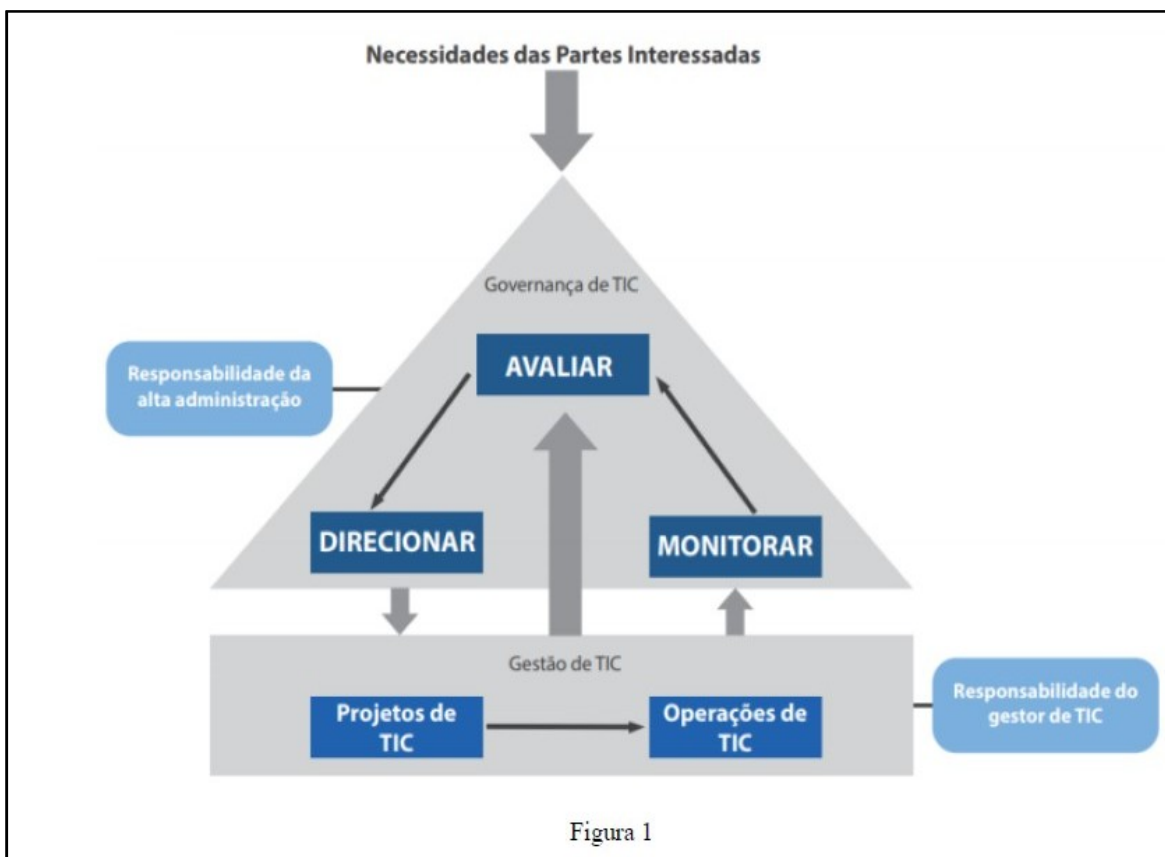 Necessidades das Partes Interessadas
Governança de TIC
AVALIAR
Responsabilidade da
alta administração
DIRECIONAR
MONITORAR
Gestão de TIC
Projetos de
TIC
Operações de
TIC
Responsabilidade do
gestor de TIC
Figura 1